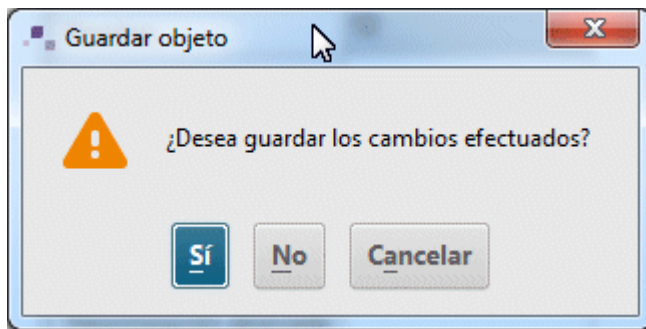 Guardar objeto
¿Desea guardar los cambios efectuados?
Sí No Cancelar